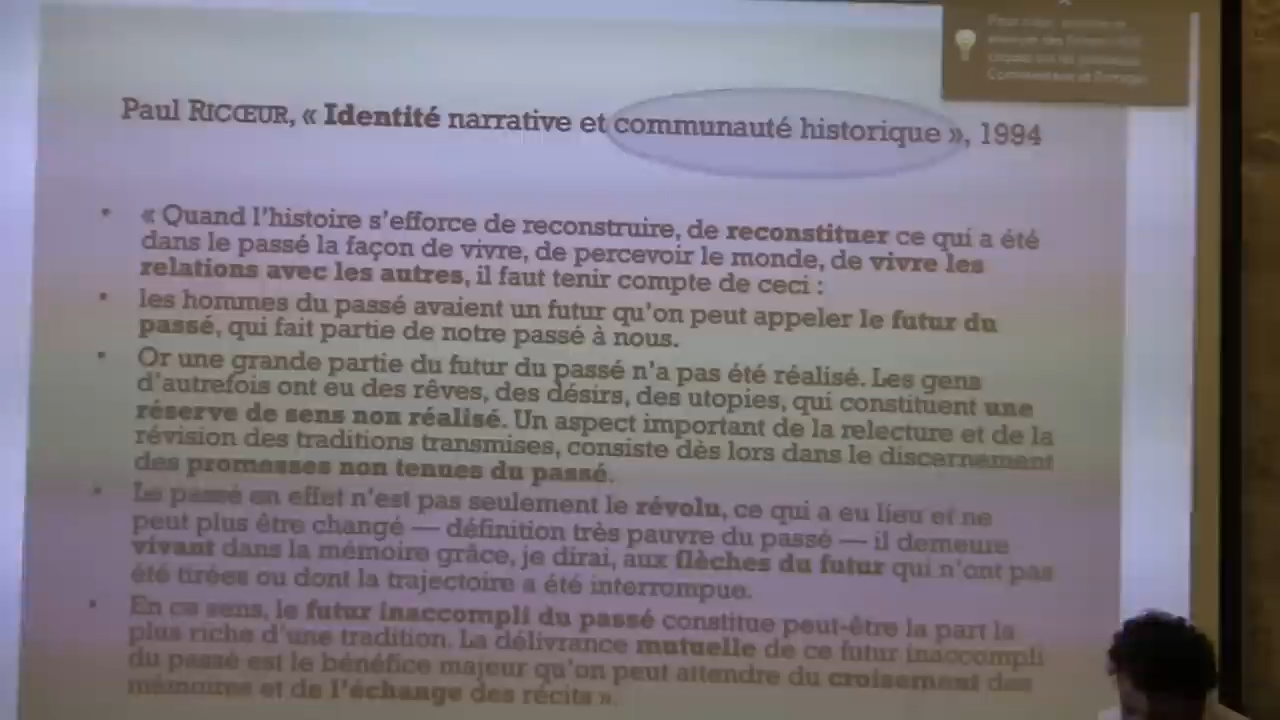 Paul RICŒUR, « Identité narrative et communauté historique », 1994
• « Quand l'histoire s'efforce de reconstruire, de reconstituer ce qui a été
dans le passé la façon de vivre, de percevoir le monde, de vivre les
relations avec les autres, il faut tenir compte de ceci :
• les hommes du passé avaient un futur qu'on peut appeler le futur du
passé, qui fait partie de notre passé à nous.
• Or une grande partie du futur du passé n'a pas été réalisé. Les gens
d'autrefois ont eu des rêves, des désirs, des utopies, qui constituent une
réserve de sens non réalisé. Un aspect important de la relecture et de la
révision des traditions transmises, consiste dès lors dans le discernement
des promesses non tenues du passé.
• Le passé en effet n'est pas seulement le révolu, ce qui a eu lieu et ne
peut plus être changé — définition très pauvre du passé — il demeure
vivant dans la mémoire grâce, je dirai, aux flèches du futur qui n'ont pas
été tirées ou dont la trajectoire a été interrompue.
• En ce sens, le futur inaccompli du passé constitue peut-être la part la
plus riche d'une tradition. La délivrance mutuelle de ce futur inaccompli
du passé est le bénéfice majeur qu'on peut attendre du croisement des
mémoires et de l'échange des récits ».